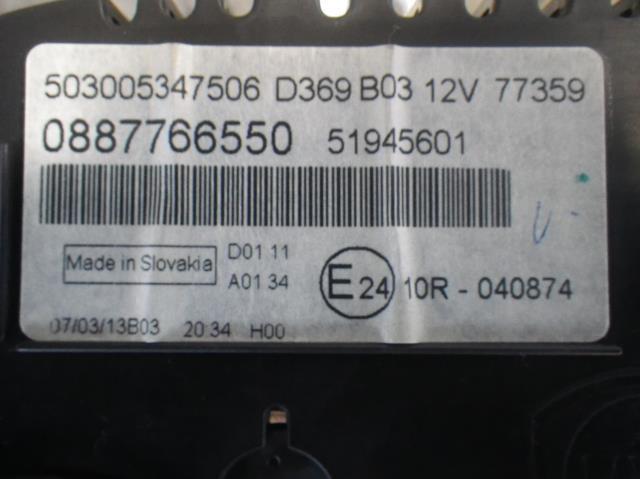 503005347506 D369 B03 12V 77359
0887766550 51945601
Made in Slovakia D01 11
A01 34
E24 10R - 040874
07/03/13B03 20 34 H00